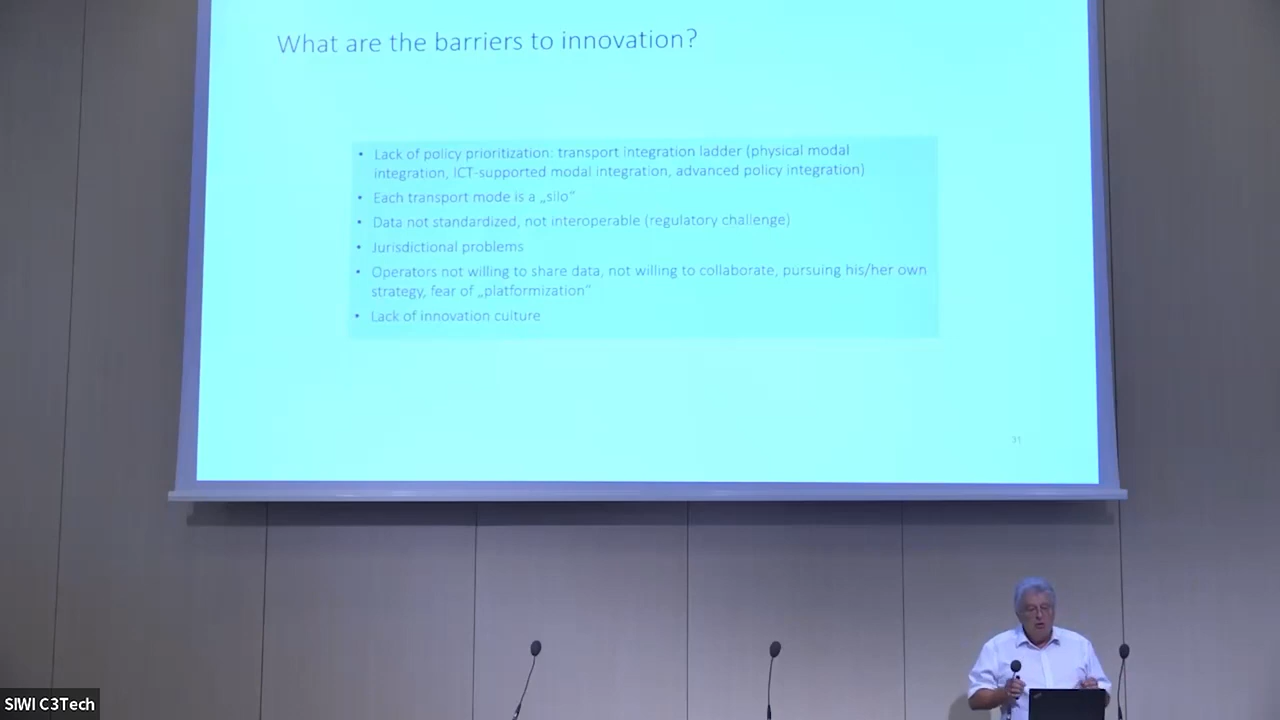 What are the barriers to innovation?
• Lack of policy prioritization: transport integration ladder (physical modal
integration, ICT-supported modal integration, advanced policy integration)
• Each transport mode is a „silo“
• Data not standardized, not interoperable (regulatory challenge)
• Jurisdictional problems
• Operators not willing to share data, not willing to collaborate, pursuing his/her own
strategy, fear of „platformization“
• Lack of innovation culture
31
SIWI C3Tech